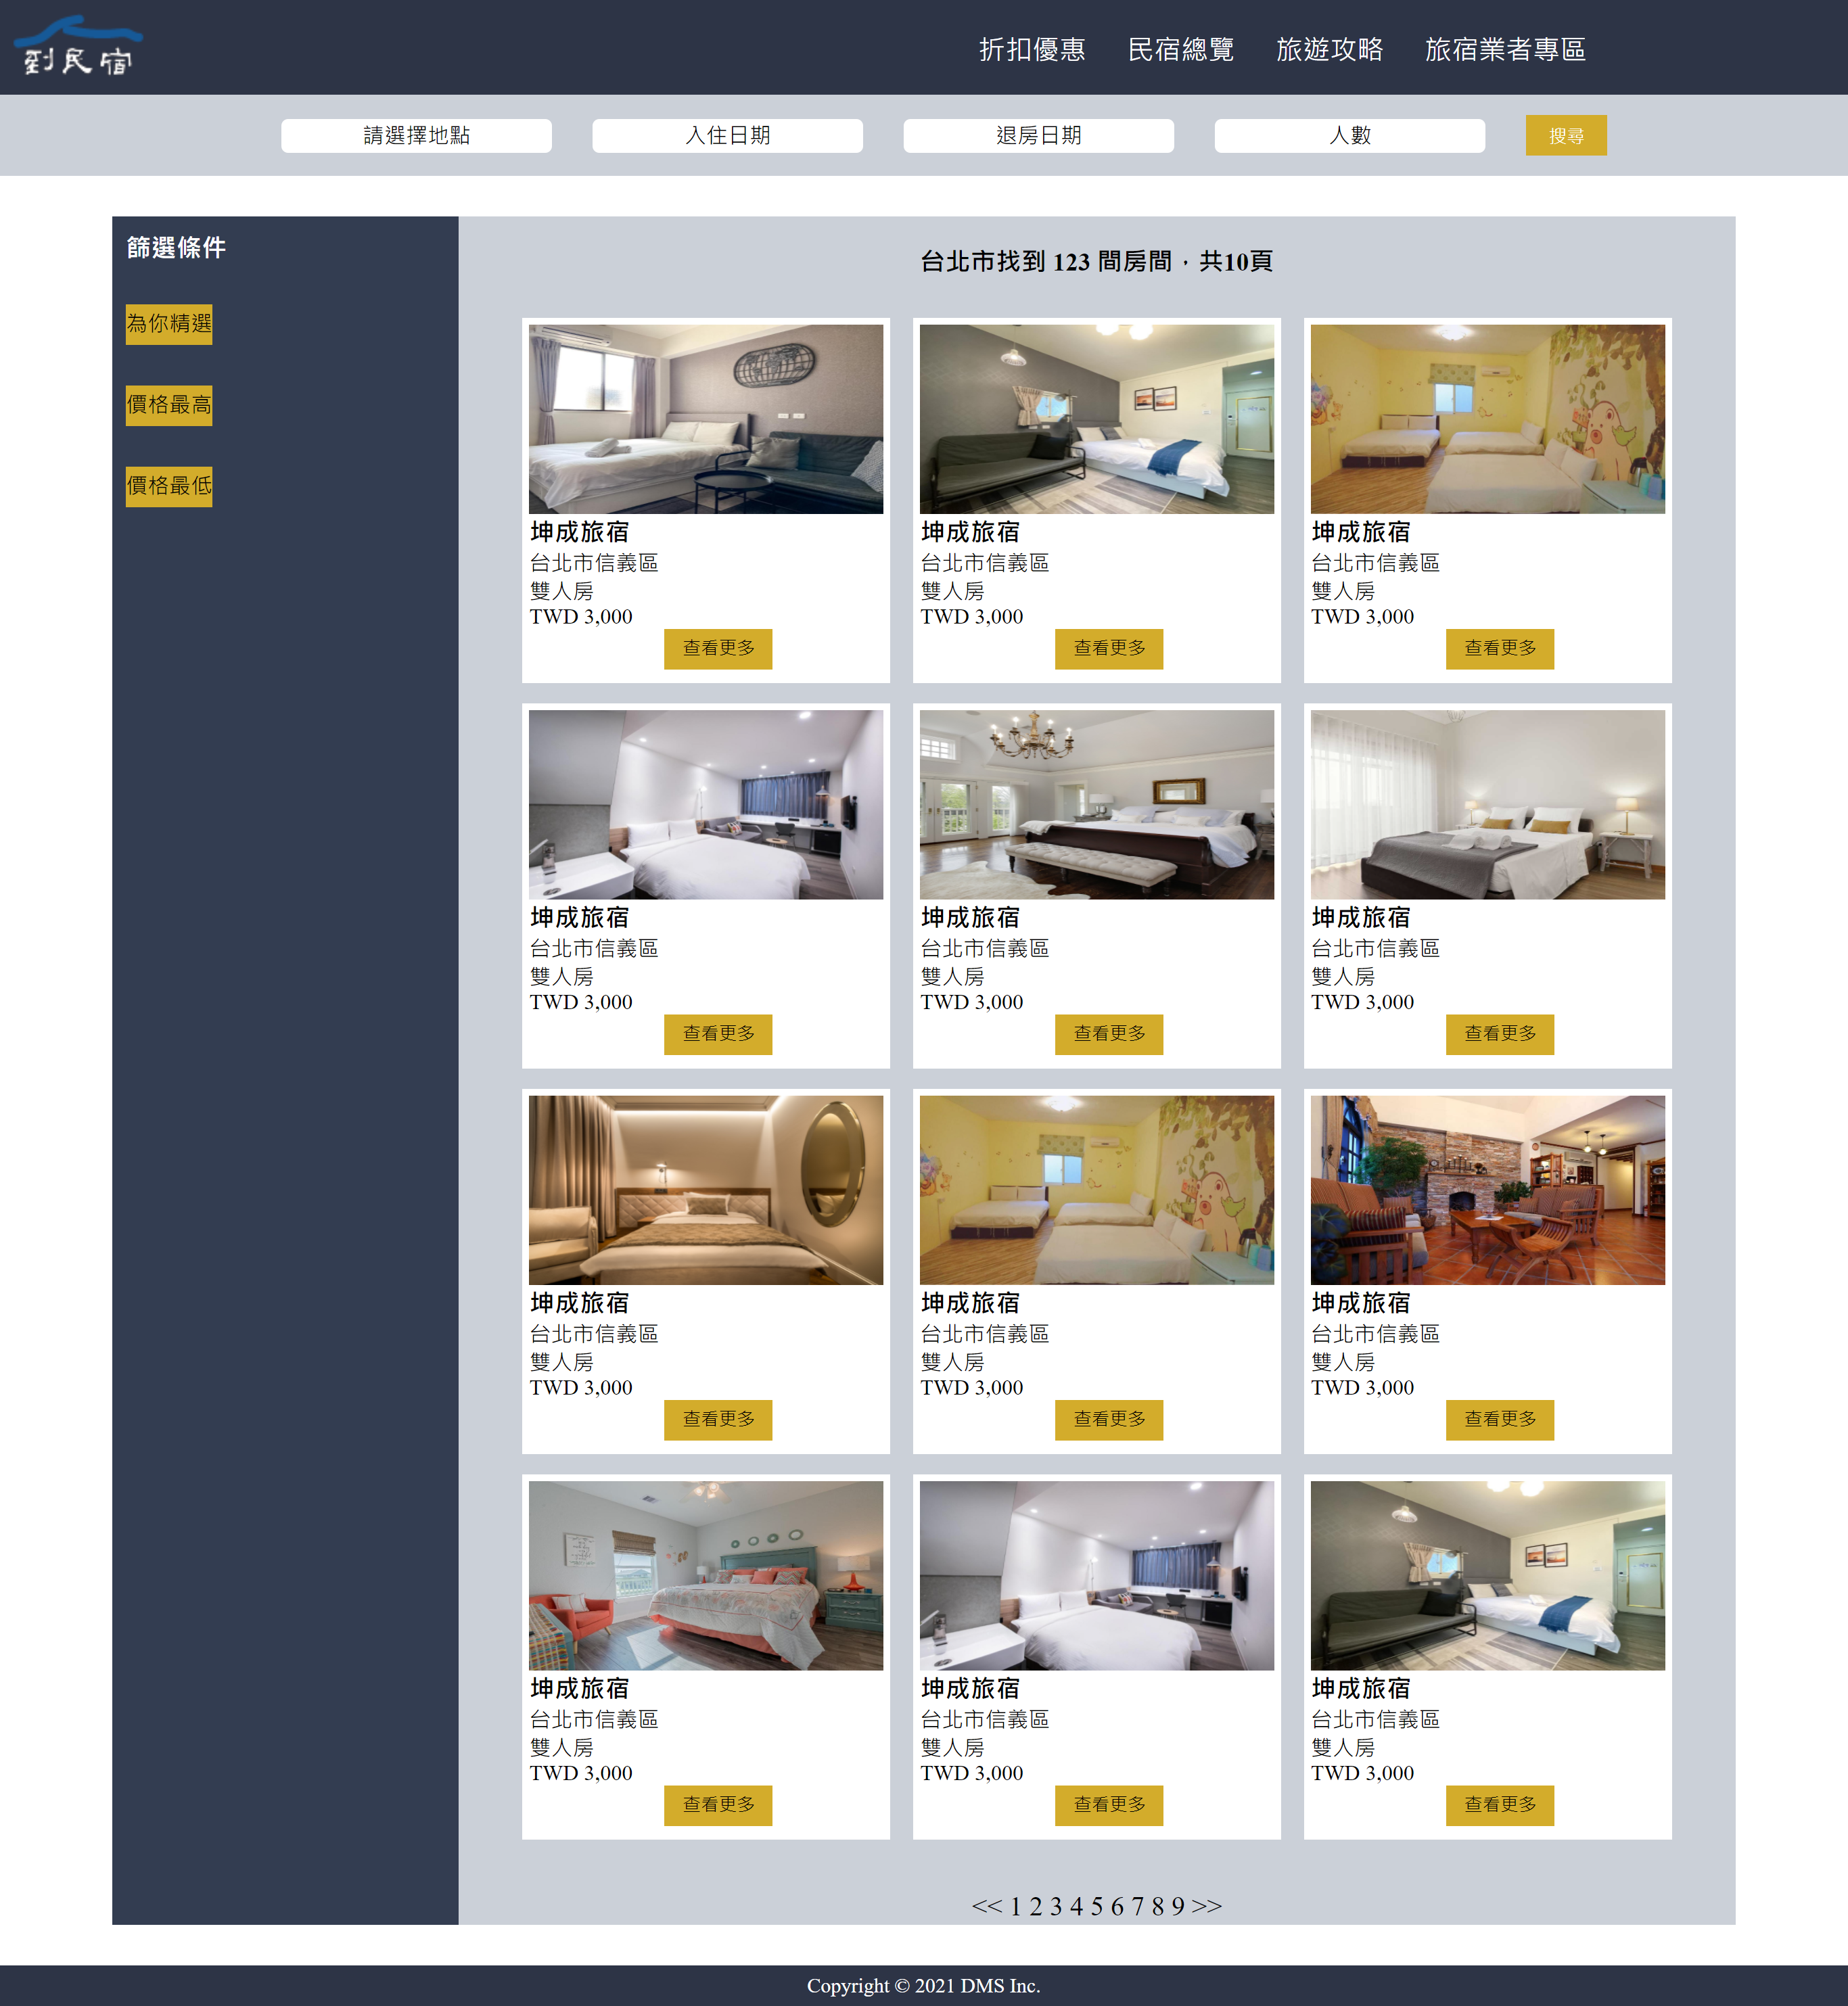 到民宿
折扣優惠 民宿總覽 旅遊攻略 旅宿業者專區
請選擇地點 入住日期 退房日期 人數 搜尋
篩選條件
為你精選
價格最高
價格最低
台北市找到 123 間房間，共10頁
坤成旅宿
台北市信義區
雙人房
TWD 3,000
查看更多
坤成旅宿
台北市信義區
雙人房
TWD 3,000
查看更多
坤成旅宿
台北市信義區
雙人房
TWD 3,000
查看更多
坤成旅宿
台北市信義區
雙人房
TWD 3,000
查看更多
坤成旅宿
台北市信義區
雙人房
TWD 3,000
查看更多
坤成旅宿
台北市信義區
雙人房
TWD 3,000
查看更多
坤成旅宿
台北市信義區
雙人房
TWD 3,000
查看更多
坤成旅宿
台北市信義區
雙人房
TWD 3,000
查看更多
坤成旅宿
台北市信義區
雙人房
TWD 3,000
查看更多
坤成旅宿
台北市信義區
雙人房
TWD 3,000
查看更多
坤成旅宿
台北市信義區
雙人房
TWD 3,000
查看更多
坤成旅宿
台北市信義區
雙人房
TWD 3,000
查看更多
<< 1 2 3 4 5 6 7 8 9 >>
Copyright © 2021 DMS Inc.